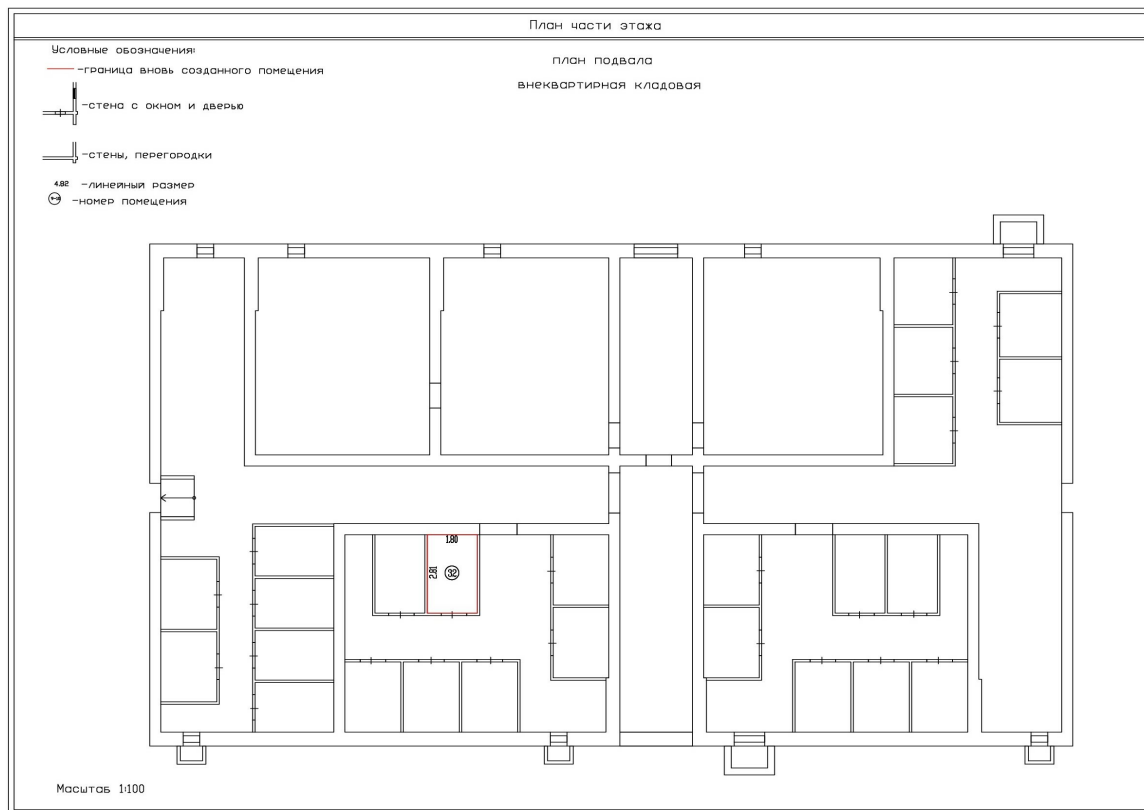 План части этажа
Условные обозначения:
-граница вновь созданного помещения
план подвала
внеквартирная кладовая
-стена с окном и дверью
-стены, перегородки
4.82 -линейный размер
-номер помещения
1.80
2.81
32
Масштаб 1:100